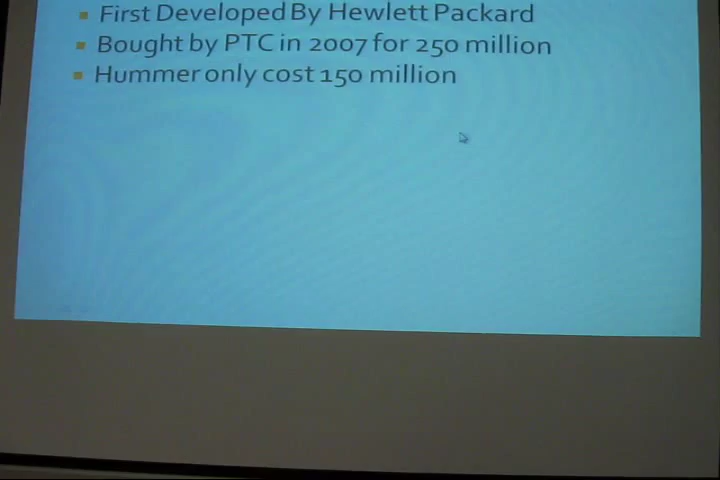 First Developed By Hewlett Packard
Bought by PTC in 2007 for 250 million
Hummer only cost 150 million